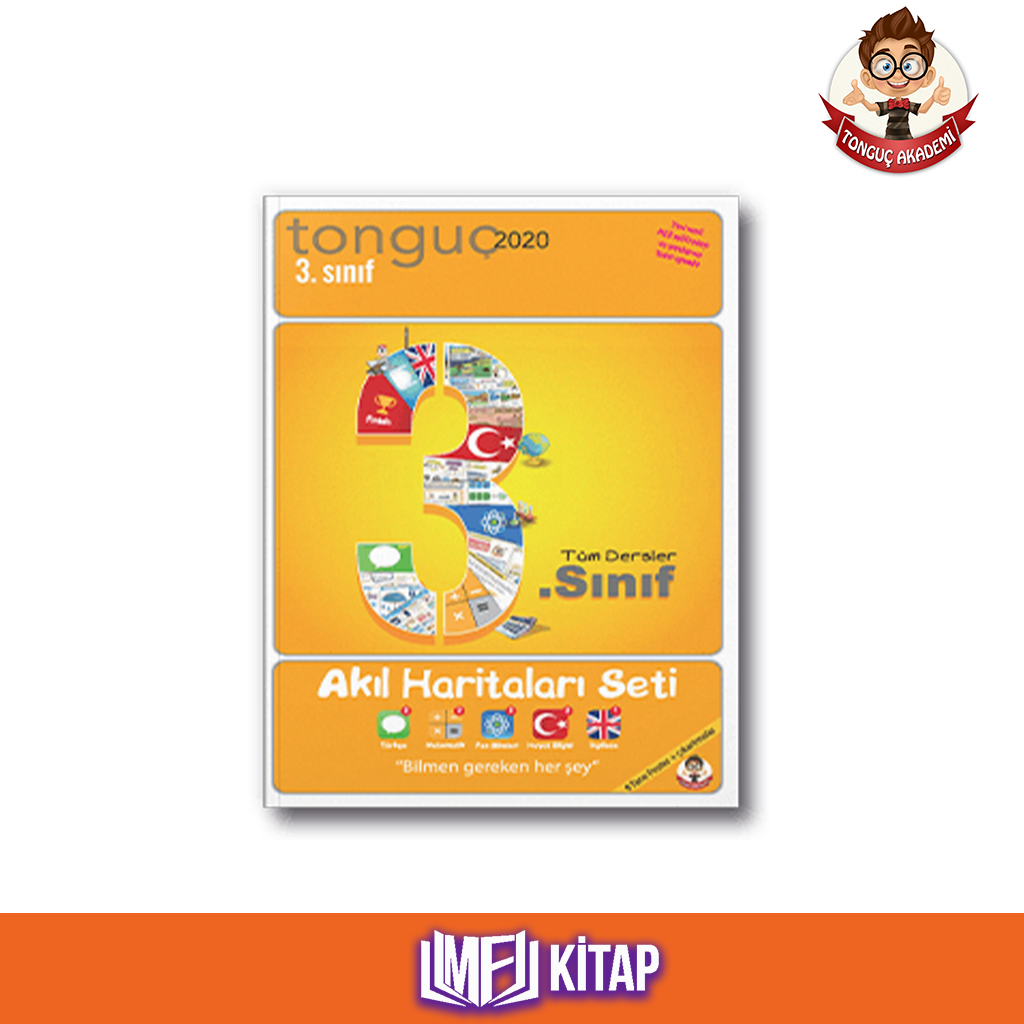 TONGUÇ AKADEMİ
tonguç 2020
3. sınıf
3
Tüm Dersler
.Sınıf
Akıl Haritaları Seti
Türkçe Matematik Fen Bilimleri Hayat Bilgisi İngilizce
"Bilmen gereken her şey"
MF KİTAP